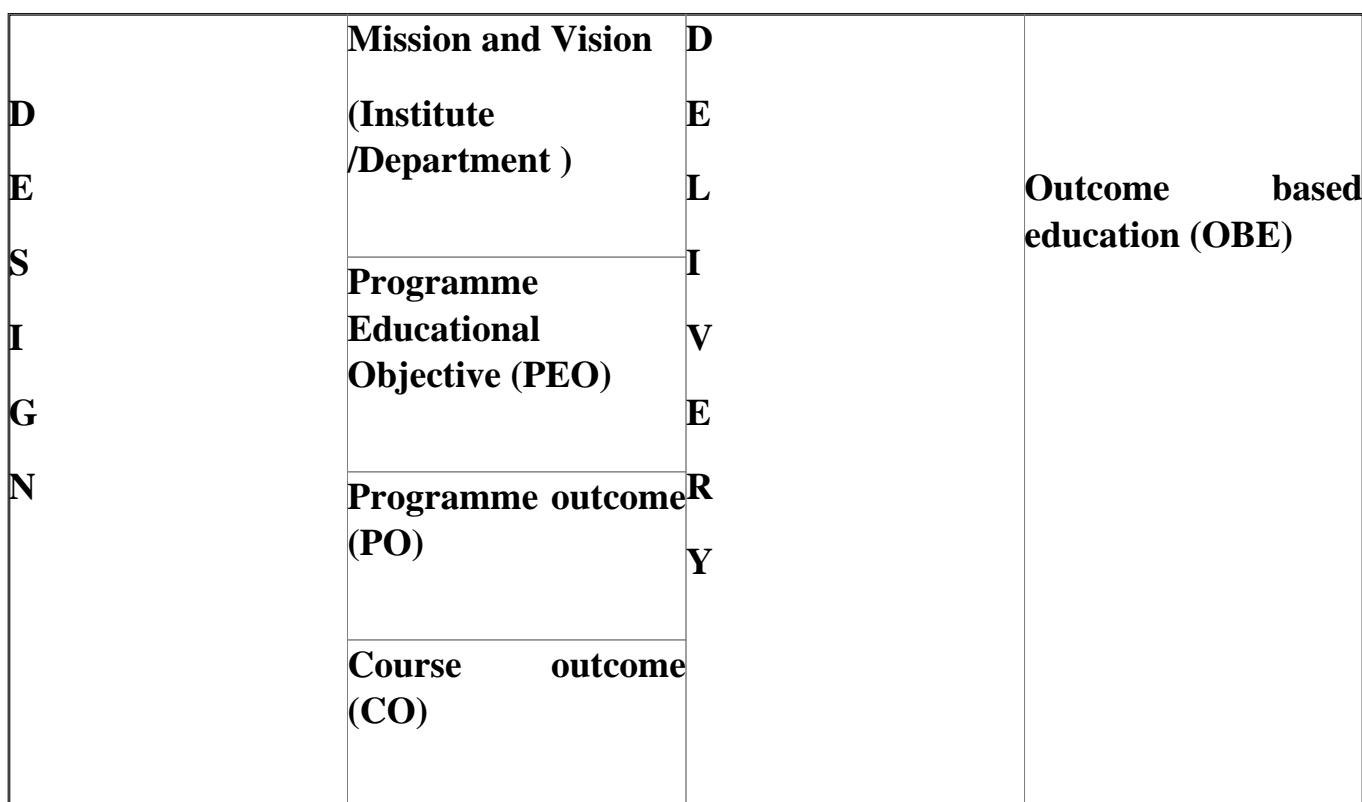 D
E
S
I
G
N
Mission and Vision
(Institute
/Department )
Programme
Educational
Objective (PEO)
Programme outcome
(PO)
Course outcome
(CO)
D
E
L
I
V
E
R
Y
Outcome based
education (OBE)